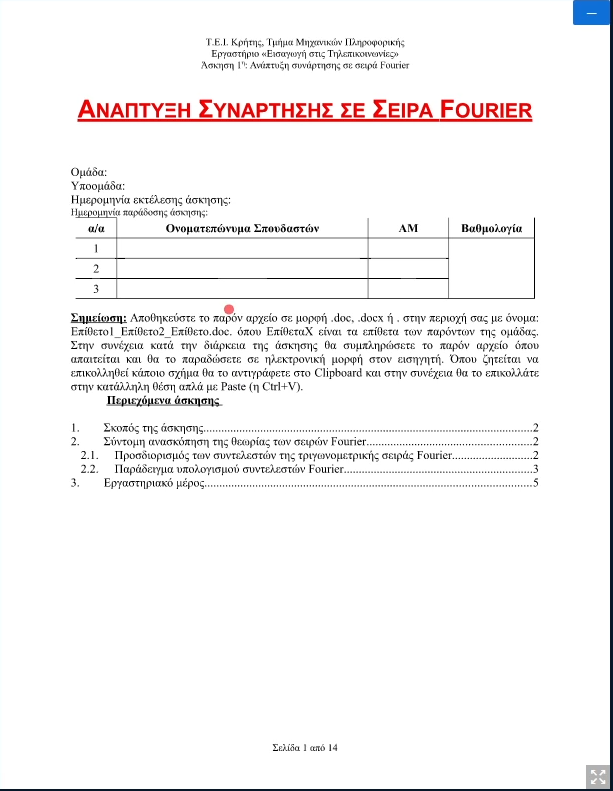 Τ.Ε.Ι. Κρήτης, Τμήμα Μηχανικών Πληροφορικής
Εργαστήριο «Εισαγωγή στις Τηλεπικοινωνίες»
Άσκηση 1η: Ανάπτυξη συνάρτησης σε σειρά Fourier
ΑΝΑΠΤΥΞΗ ΣΥΝΑΡΤΗΣΗΣ ΣΕ ΣΕΙΡΑ FOURIER
Ομάδα:
Υποομάδα:
Ημερομηνία εκτέλεσης άσκησης:
Ημερομηνία παράδοσης άσκησης:
α/α Ονοματεπώνυμα Σπουδαστών ΑΜ Βαθμολογία
1
2
3
Σημείωση: Αποθηκεύστε το παρόν αρχείο σε μορφή .doc, .docx ή . στην περιοχή σας με όνομα:
Επίθετο1_Επίθετο2_Επίθετο.doc. όπου ΕπίθεταΧ είναι τα επίθετα των παρόντων της ομάδας.
Στην συνέχεια κατά την διάρκεια της άσκησης θα συμπληρώσετε το παρόν αρχείο όπου
απαιτείται και θα το παραδώσετε σε ηλεκτρονική μορφή στον εισηγητή. Όπου ζητείται να
επικολληθεί κάποιο σχήμα θα το αντιγράφετε στο Clipboard και στην συνέχεια θα το επικολλάτε
στην κατάλληλη θέση απλά με Paste (η Ctrl+V).
Περιεχόμενα άσκησης
1. Σκοπός της άσκησης...............2
2. Σύντομη ανασκόπηση της θεωρίας των σειρών Fourier...............2
2.1. Προσδιορισμός των συντελεστών της τριγωνομετρικής σειράς Fourier...............2
2.2. Παράδειγμα υπολογισμού συντελεστών Fourier...............3
3. Εργαστηριακό μέρος...............5
Σελίδα 1 από 14